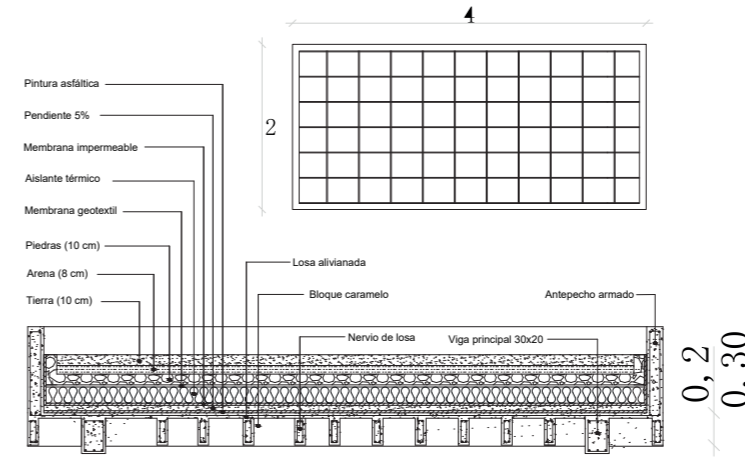 4
2
Pintura asfáltica
Pendiente 5%
Membrana impermeable
Aislante térmico
Membrana geotextil
Piedras (10 cm)
Arena (8 cm)
Tierra (10 cm)
Losa alivianada
Bloque caramelo
Antepecho armado
Nervio de losa
Viga principal 30x20
0,2
0,30